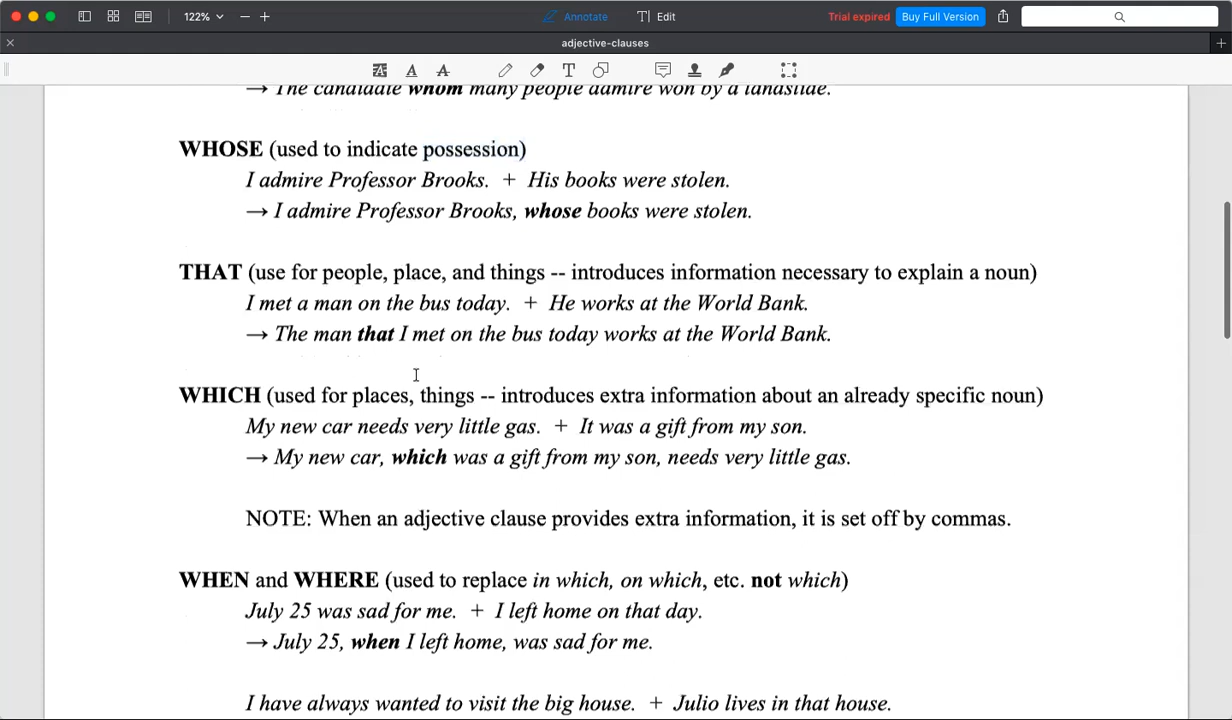 122%
Annotate
T Edit
Trial expired
Buy Full Version
adjective-clauses
→ The candidate whom many people admire won by a landslide.
WHOSE (used to indicate possession)
I admire Professor Brooks. + His books were stolen.
→ I admire Professor Brooks, whose books were stolen.
THAT (use for people, place, and things -- introduces information necessary to explain a noun)
I met a man on the bus today. + He works at the World Bank.
→ The man that I met on the bus today works at the World Bank.
WHICH (used for places, things -- introduces extra information about an already specific noun)
My new car needs very little gas. + It was a gift from my son.
→ My new car, which was a gift from my son, needs very little gas.
NOTE: When an adjective clause provides extra information, it is set off by commas.
WHEN and WHERE (used to replace in which, on which, etc. not which)
July 25 was sad for me. + I left home on that day.
→ July 25, when I left home, was sad for me.
I have always wanted to visit the big house. + Julio lives in that house.